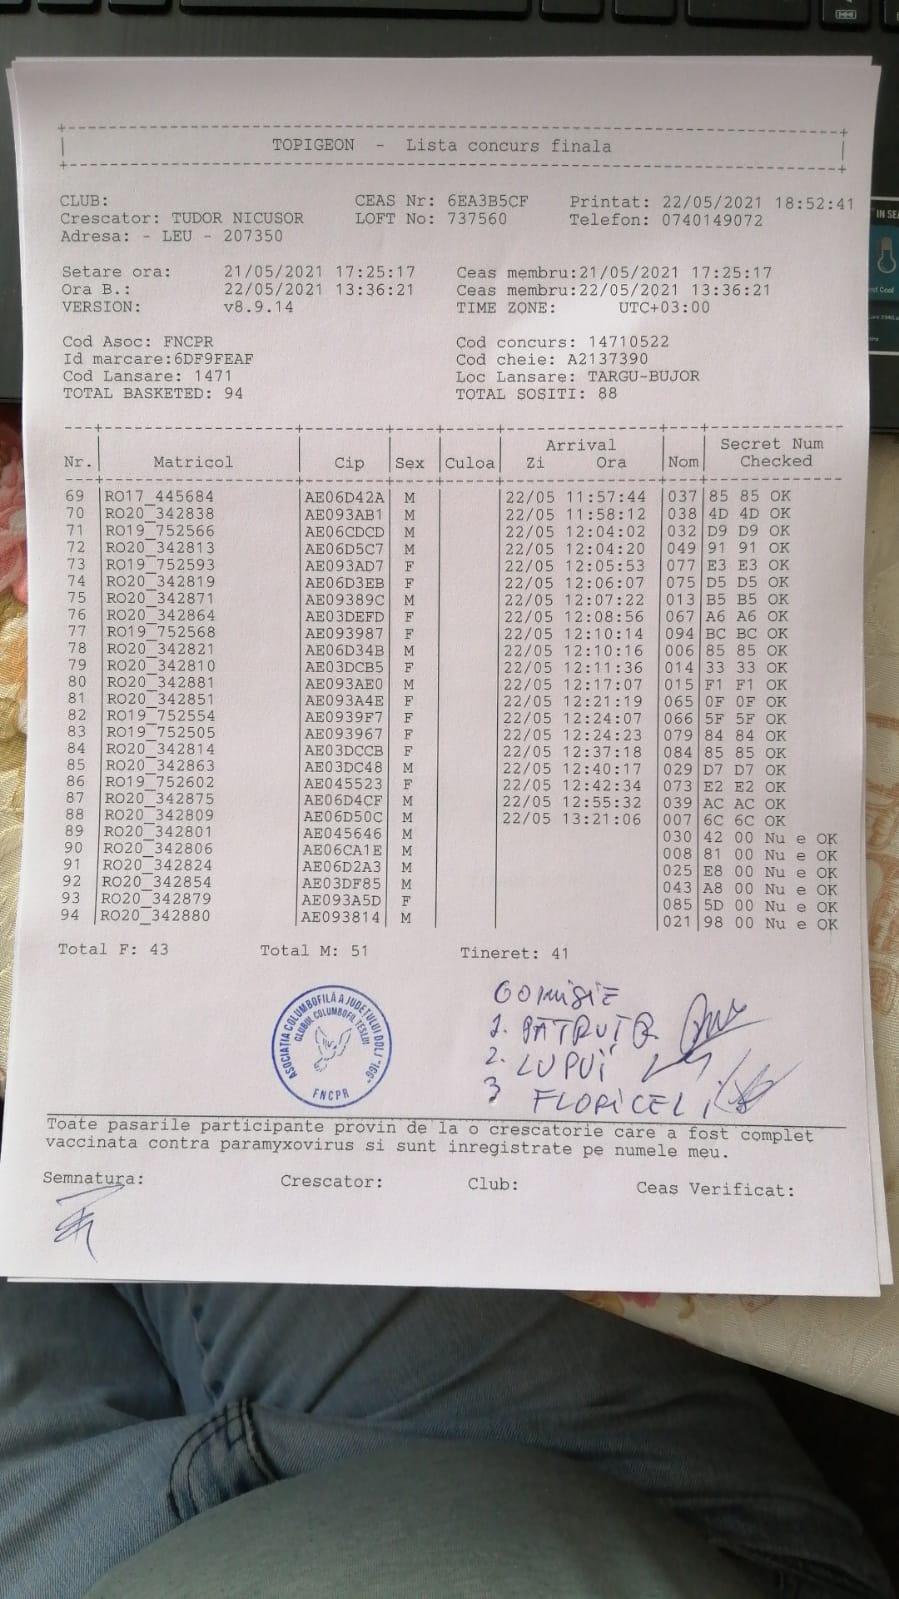 TOPIGEON - Lista concurs finala
CLUB: CEAS Nr: 6EA3B5CF Printat: 22/05/2021 18:52:41
Crescator: TUDOR NICUSOR LOFT No: 737560 Telefon: 0740149072
Adresa: - LEU - 207350
Setare ora: 21/05/2021 17:25:17 Ceas membru:21/05/2021 17:25:17
Ora B.: 22/05/2021 13:36:21 Ceas membru:22/05/2021 13:36:21
VERSION: v8.9.14 TIME ZONE: UTC+03:00
Cod Asoc: FNCPR Cod concurs: 14710522
Id marcare:6DF9FEAF Cod cheie: A2137390
Cod Lansare: 1471 Loc Lansare: TARGU-BUJOR
TOTAL BASKETED: 94 TOTAL SOSITI: 88
Arrival Secret Num
Nr. Matricol Cip Sex Culoa Zi Ora Nom Checked
69 RO17_445684 AE06D42A M 22/05 11:57:44 037 85 85 OK
70 RO20_342838 AE093AB1 M 22/05 11:58:12 038 4D 4D OK
71 RO19_752566 AE06CDCD M 22/05 12:04:02 032 D9 D9 OK
72 RO20_342813 AE06D5C7 M 22/05 12:04:20 049 91 91 OK
73 RO19_752593 AE093AD7 F 22/05 12:05:53 077 E3 E3 OK
74 RO20_342819 AE06D3EB F 22/05 12:06:07 075 D5 D5 OK
75 RO20_342871 AE09389C M 22/05 12:07:22 013 B5 B5 OK
76 RO20_342864 AE03DEFD F 22/05 12:08:56 067 A6 A6 OK
77 RO19_752568 AE093987 F 22/05 12:10:14 094 BC BC OK
78 RO20_342821 AE06D34B M 22/05 12:10:16 006 85 85 OK
79 RO20_342810 AE03DCB5 F 22/05 12:11:36 014 33 33 OK
80 RO20_342881 AE093AE0 M 22/05 12:17:07 015 F1 F1 OK
81 RO20_342851 AE093A4E F 22/05 12:21:19 065 0F 0F OK
82 RO19_752554 AE0939F7 F 22/05 12:24:07 066 5F 5F OK
83 RO19_752505 AE093967 F 22/05 12:24:23 079 84 84 OK
84 RO20_342814 AE03DCCB F 22/05 12:37:18 084 85 85 OK
85 RO20_342863 AE03DC48 M 22/05 12:40:17 029 D7 D7 OK
86 RO19_752602 AE045523 F 22/05 12:42:34 073 E2 E2 OK
87 RO20_342875 AE06D4CF M 22/05 12:55:32 039 AC AC OK
88 RO20_342809 AE06D50C M 22/05 13:21:06 007 6C 6C OK
89 RO20_342801 AE045646 M 030 42 00 Nu e OK
90 RO20_342806 AE06CA1E M 008 81 00 Nu e OK
91 RO20_342824 AE06D2A3 M 025 E8 00 Nu e OK
92 RO20_342854 AE03DF85 M 043 A8 00 Nu e OK
93 RO20_342879 AE093A5D F 085 5D 00 Nu e OK
94 RO20_342880 AE093814 M 021 98 00 Nu e OK
Total F: 43 Total M: 51 Tineret: 41
ASOCIATIA COLUMBOFILĂ A JUDEȚULUI DOLJ "1991"
CLUBUL COLUMBOFIL TESLUI
FNCPR
COMISIE
1. PĂTRUȚ
2. LUPUI
3 FLORICEL
Toate pasarile participante provin de la o crescatorie care a fost complet
vaccinata contra paramyxovirus si sunt inregistrate pe numele meu.
Semnatura: Crescator: Club: Ceas Verificat: